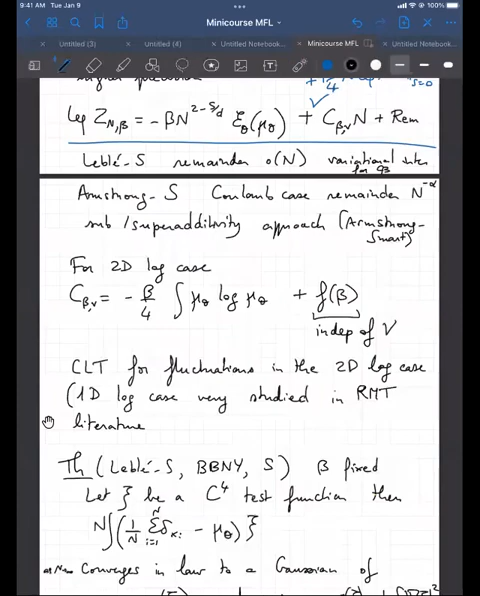 9:41 AM Tue Jan 9
100%
Minicourse MFL
Untitled (3)
Untitled (4)
Untitled Notebook...
Minicourse MFL
Untitled Notebook...
s=0
log Z_{N,β} = -β N^{2-s/d} ℰ_θ(μ_θ) + C_{β,V} N + Rem
Leblé-S remainder o(N) variational inter for q3
Armstrong-S Coulomb case remainder N^{-α}
sub/superadditivity approach (Armstrong-Smart)
For 2D log case
C_{β,V} = - β/4 ∫ μ_θ log μ_θ + f(β)
indep of V
CLT for fluctuations in the 2D log case
(1D log case very studied in RMT
literature
Th (Leblé-S, BBNY, S) β fixed
Let ξ be a C^4 test function then
N∫(1/N Σ_{i=1}^N δ_{x_i} - μ_θ) ξ
converges in law to a Gaussian of